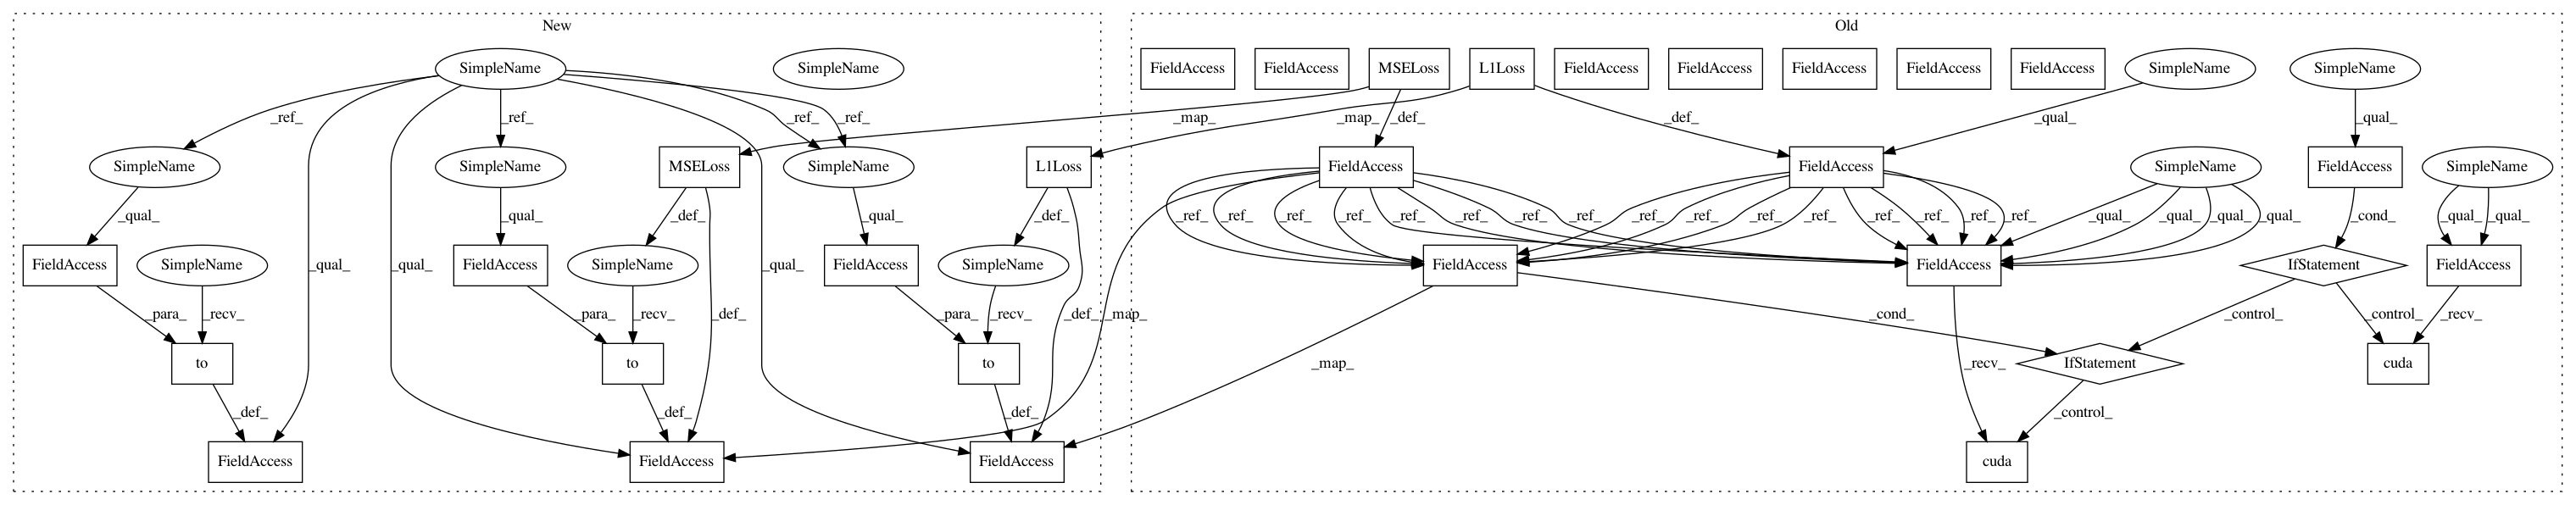 New Old
SimpleName SimpleName FieldAccess FieldAccess MSELoss L1Loss FieldAccess FieldAccess FieldAccess FieldAccess FieldAccess SimpleName SimpleName
_ref_ _ref_ _ref_ _ref_ _map_ _map_ _def_ _def_ _qual_ _qual_
SimpleName SimpleName MSELoss SimpleName L1Loss FieldAccess FieldAccess SimpleName FieldAccess SimpleName
_qual_ _qual_ _def_ _qual_ _def_ _ref_ _ref_ _ref_ _ref_ _ref_ _ref_ _ref_ _ref_ _ref_ _ref_ _ref_ _ref_ _ref_ _ref_ _ref_ _ref_ _qual_ _qual_ _qual_ _qual_ _cond_ _qual_ _qual_
FieldAccess SimpleName _qual_ _qual_ FieldAccess SimpleName _qual_ FieldAccess SimpleName FieldAccess FieldAccess IfStatement FieldAccess
_para_ _recv_ _para_ _recv_ _def_ _para_ _recv_ _def_ _map_ _cond_ _control_ _control_ _recv_
to to to _map_ _recv_ IfStatement cuda
_def_ _def_ _def_ _control_
FieldAccess FieldAccess FieldAccess cuda